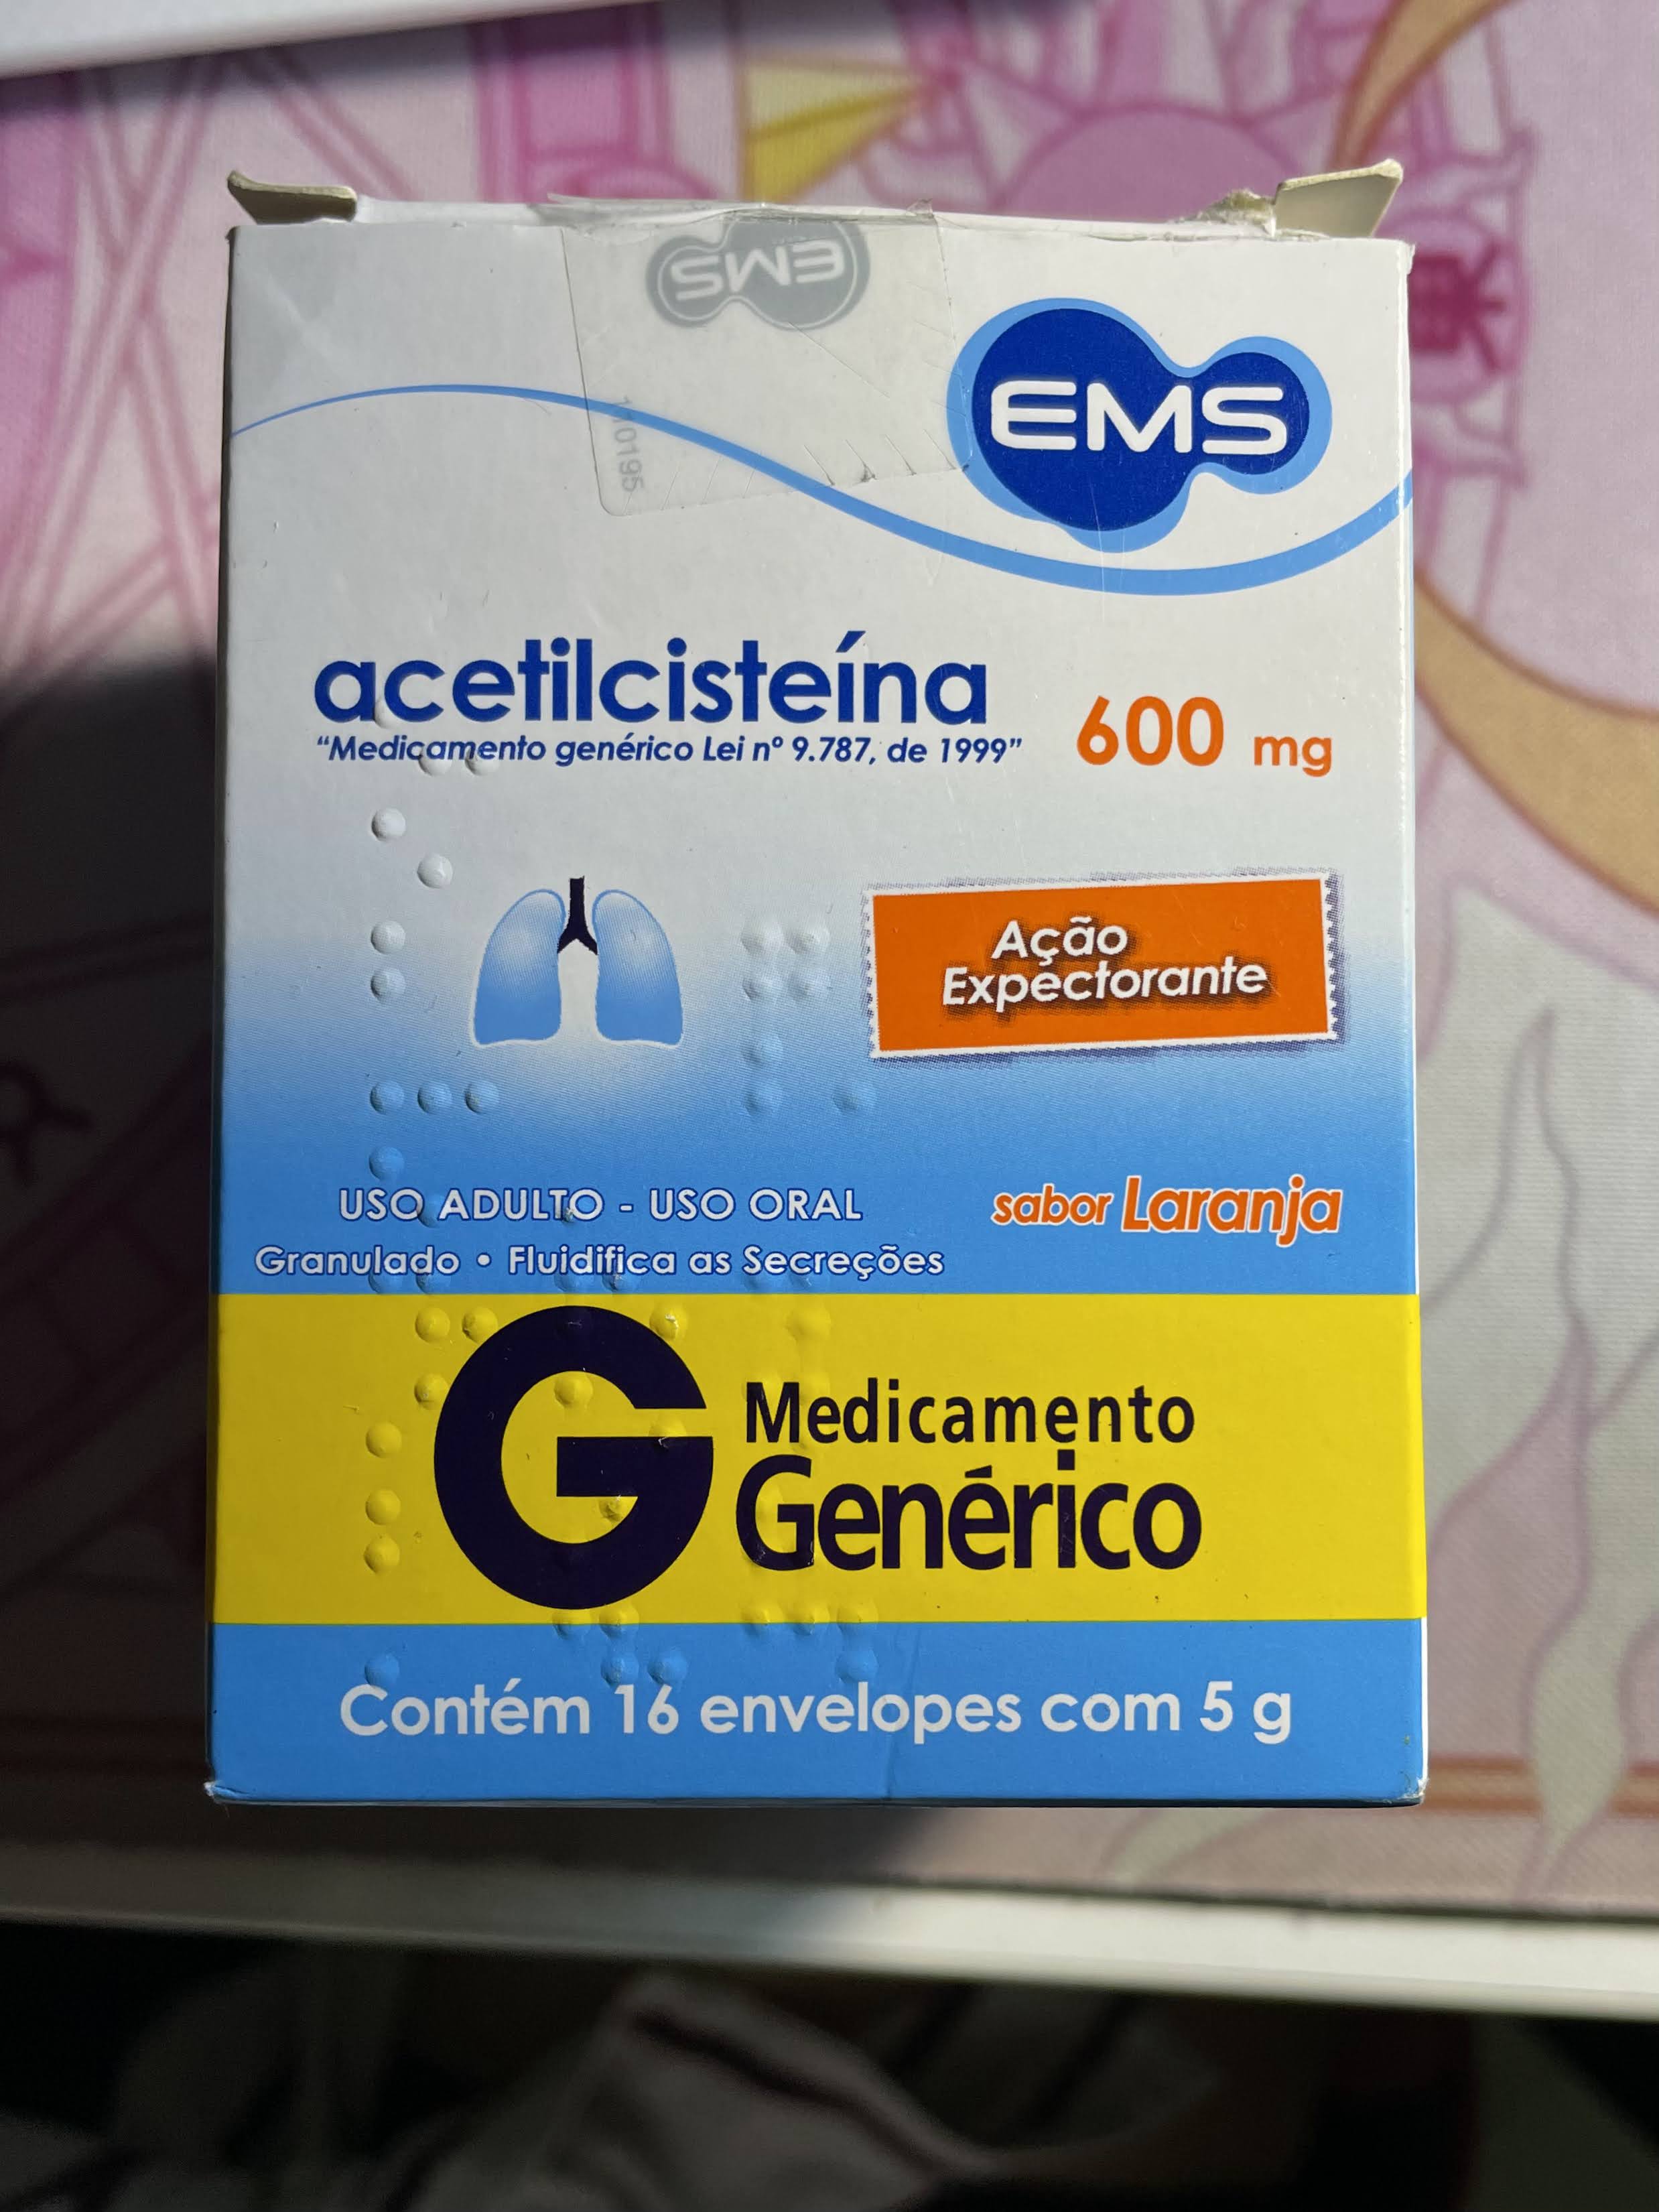 EMS
EMS
acetilcisteína
"Medicamento genérico Lei nº 9.787, de 1999"
600 mg
Ação
Expectorante
USO ADULTO - USO ORAL
sabor Laranja
Granulado • Fluidifica as Secreções
G Medicamento
Genérico
Contém 16 envelopes com 5 g